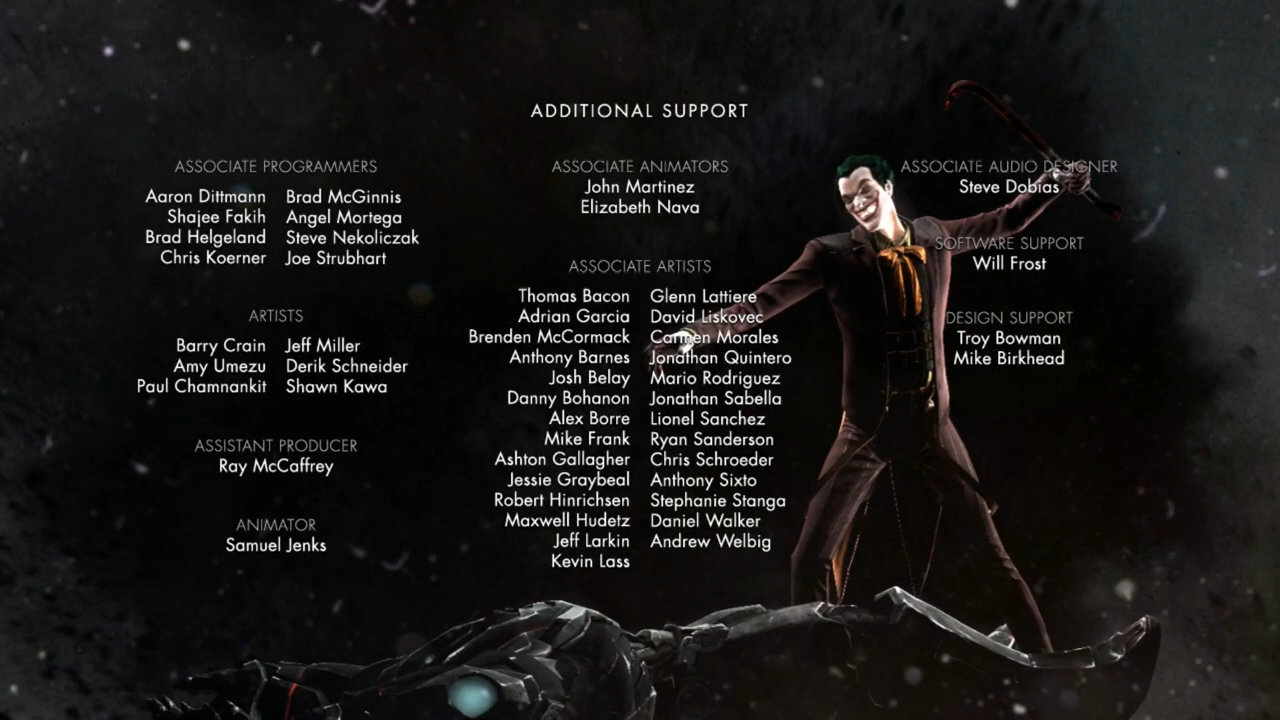 ADDITIONAL SUPPORT
ASSOCIATE PROGRAMMERS
Aaron Dittmann Brad McGinnis
Shajee Fakih Angel Mortega
Brad Helgeland Steve Nekoliczak
Chris Koerner Joe Strubhart
ARTISTS
Barry Crain Jeff Miller
Amy Umezu Derik Schneider
Paul Chamnankit Shawn Kawa
ASSISTANT PRODUCER
Ray McCaffrey
ANIMATOR
Samuel Jenks
ASSOCIATE ANIMATORS
John Martinez
Elizabeth Nava
ASSOCIATE ARTISTS
Thomas Bacon Glenn Lattiere
Adrian Garcia David Liskovec
Brenden McCormack Carmen Morales
Anthony Barnes Jonathan Quintero
Josh Belay Mario Rodriguez
Danny Bohanon Jonathan Sabella
Alex Borre Lionel Sanchez
Mike Frank Ryan Sanderson
Ashton Gallagher Chris Schroeder
Jessie Graybeal Anthony Sixto
Robert Hinrichsen Stephanie Stanga
Maxwell Hudetz Daniel Walker
Jeff Larkin Andrew Welbig
Kevin Lass
ASSOCIATE AUDIO DESIGNER
Steve Dobias
SOFTWARE SUPPORT
Will Frost
DESIGN SUPPORT
Troy Bowman
Mike Birkhead